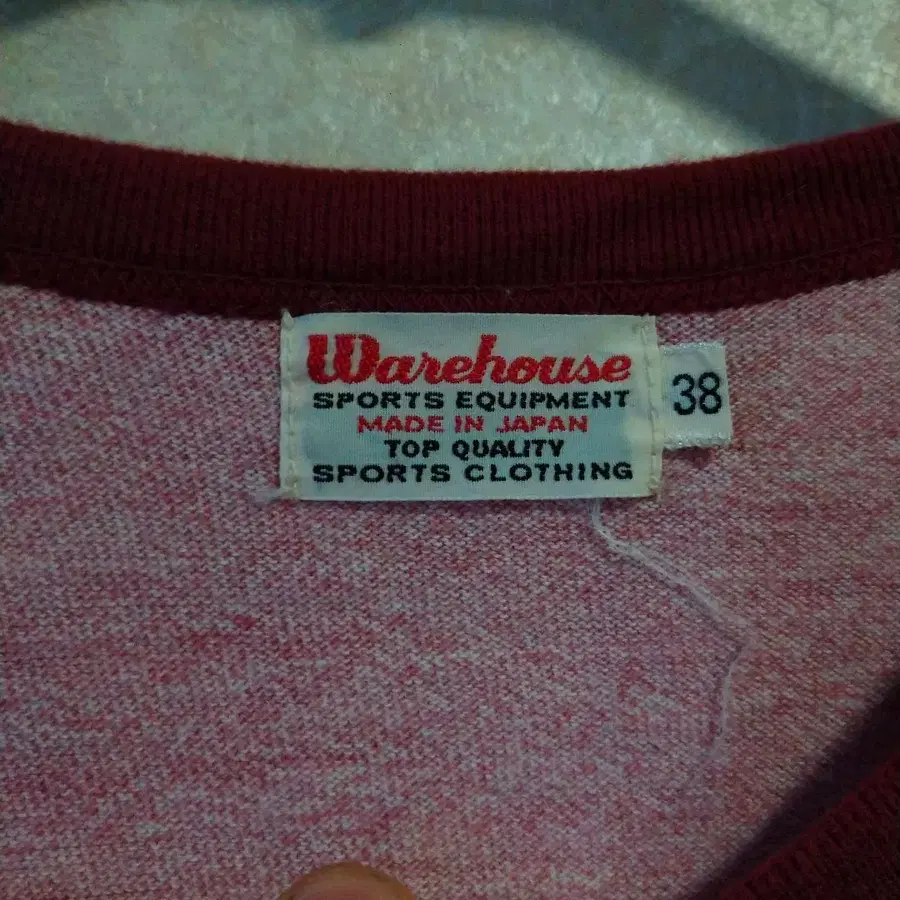 Warehouse
SPORTS EQUIPMENT
MADE IN JAPAN
TOP QUALITY
SPORTS CLOTHING
38